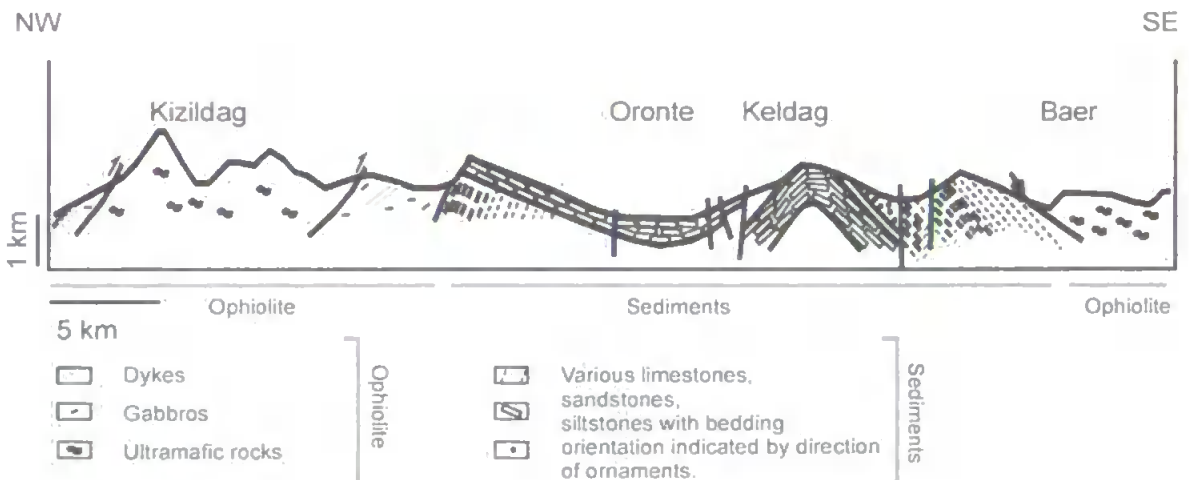 NW
SE
Kizildag
Oronte
Keldag
Baer
1 km
Ophiolite
Sediments
Ophiolite
5 km
Dykes
Gabbros
Ultramafic rocks
Ophiolite
Various limestones,
sandstones,
siltstones with bedding
orientation indicated by direction
of ornaments.
Sediments